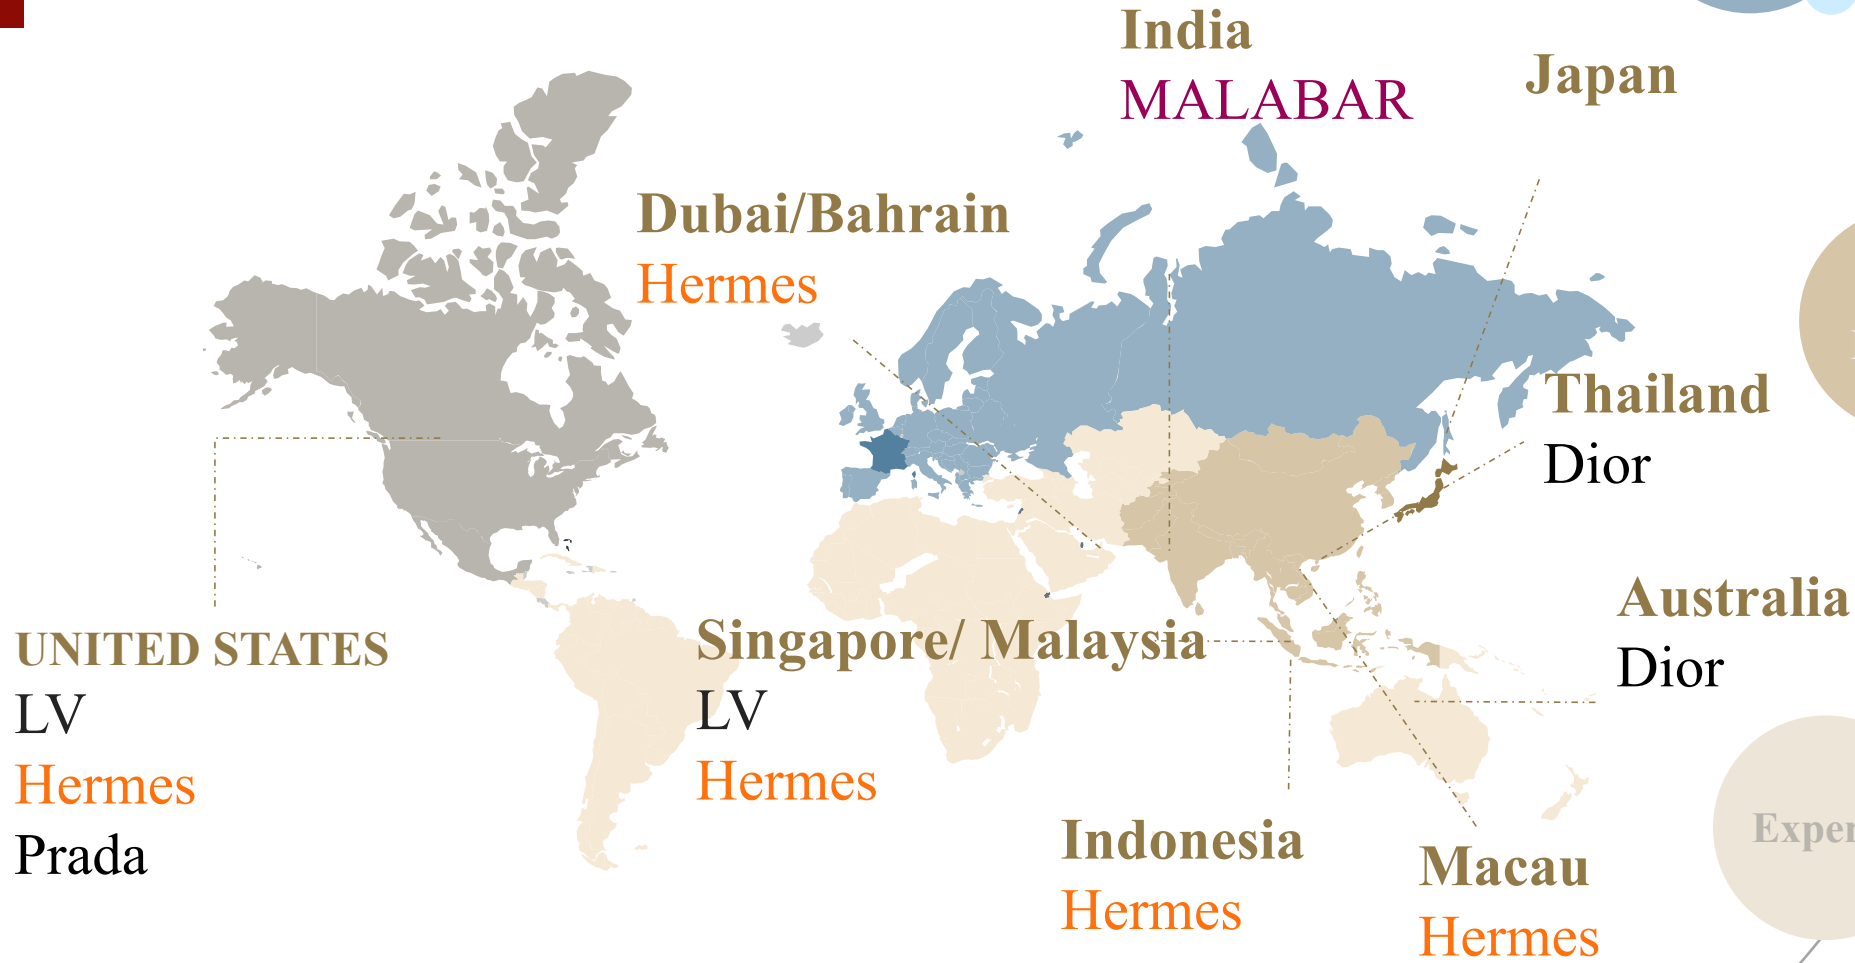 India
MALABAR
Japan
Dubai/Bahrain
Hermes
Thailand
Dior
Australia
Dior
UNITED STATES
LV
Hermes
Prada
Singapore/ Malaysia
LV
Hermes
Indonesia
Hermes
Macau
Hermes